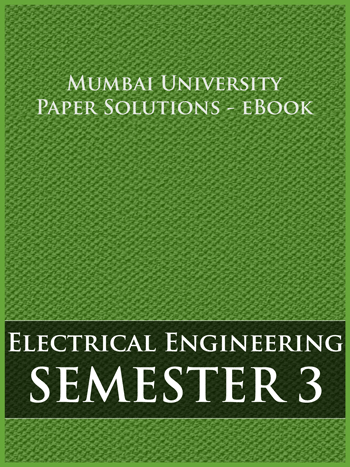 Mumbai University
Paper Solutions - eBook
Electrical Engineering
SEMESTER 3